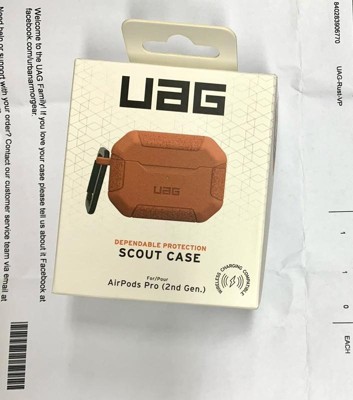 UAG
UAG
DEPENDABLE PROTECTION
SCOUT CASE
For/Pour
AirPods Pro (2nd Gen.)
WIRELESS CHARGING COMPATIBLE
Welcome to the UAG Family! If you love your case please tell us about it Facebook at
facebook.com/urbanarmorgear.
Need help or support with your order? Contact our customer service team via email at
840283906770
UAG-Rust-VP
1
1
0
EACH